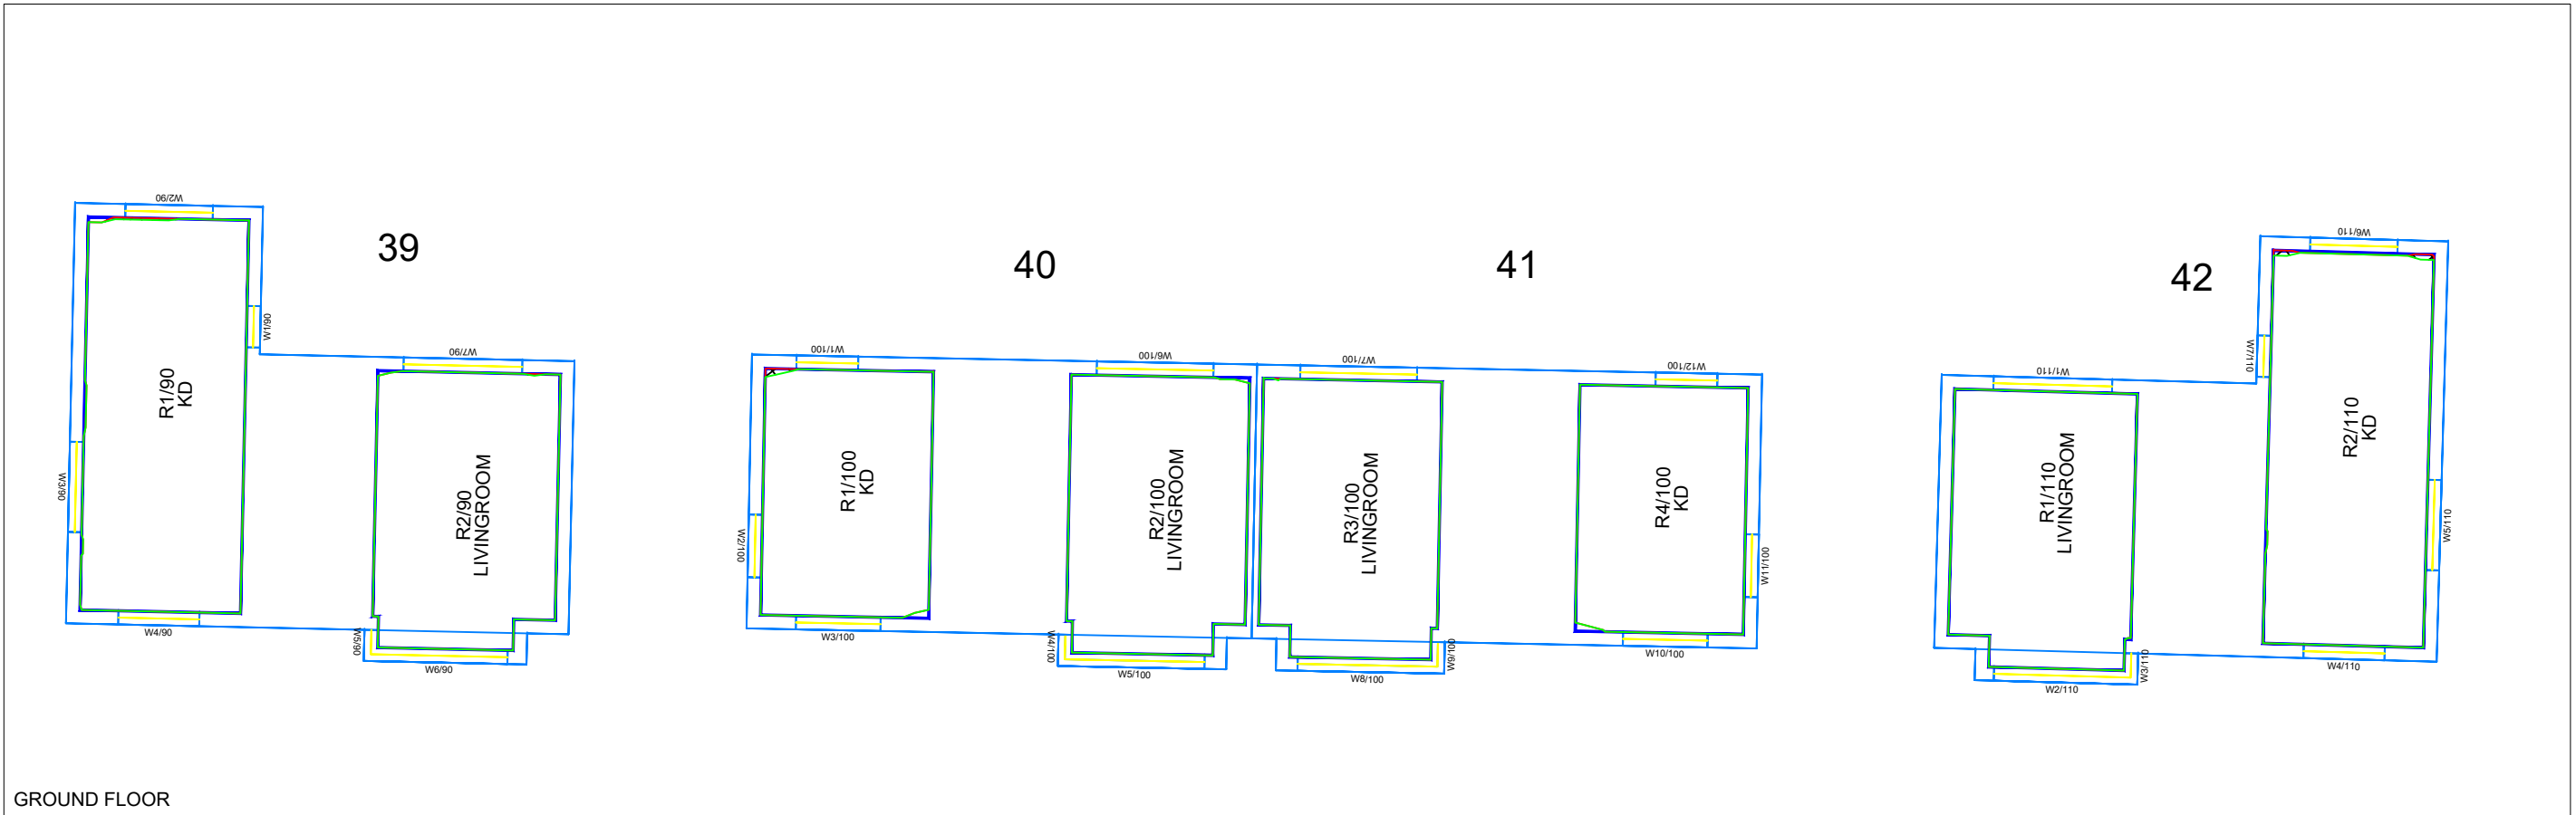 39
40
41
42
W2/90
R1/90
KD
W1/90
W3/90
W4/90
W7/90
R2/90
LIVINGROOM
W5/90
W6/90
W1/100
R1/100
KD
W2/100
W3/100
W6/100
R2/100
LIVINGROOM
W4/100
W5/100
W7/100
R3/100
LIVINGROOM
W8/100
W9/100
W12/100
R4/100
KD
W11/100
W10/100
W1/110
R1/110
LIVINGROOM
W2/110
W3/110
W6/110
W7/110
R2/110
KD
W5/110
W4/110
GROUND FLOOR